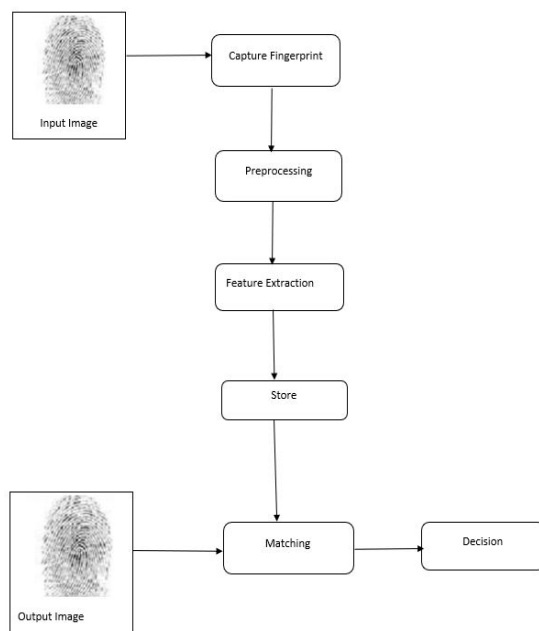 Capture Fingerprint
Input Image
Preprocessing
Feature Extraction
Store
Matching
Decision
Output Image